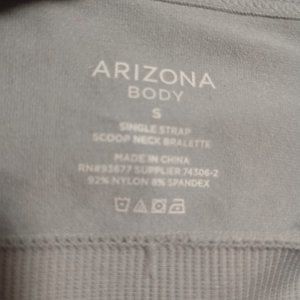 ARIZONA
BODY
S
SINGLE STRAP
SCOOP NECK BRALETTE
MADE IN CHINA
RN#93677 SUPPLIER 74306-2
92% NYLON 8% SPANDEX